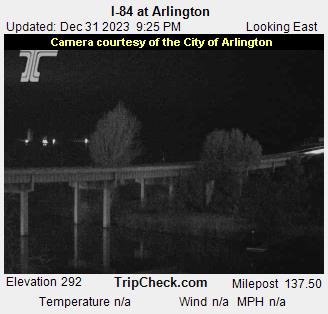 I-84 at Arlington
Updated: Dec 31 2023 9:25 PM Looking East
Camera courtesy of the City of Arlington
Elevation 292 TripCheck.com Milepost 137.50
Temperature n/a Wind n/a MPH n/a